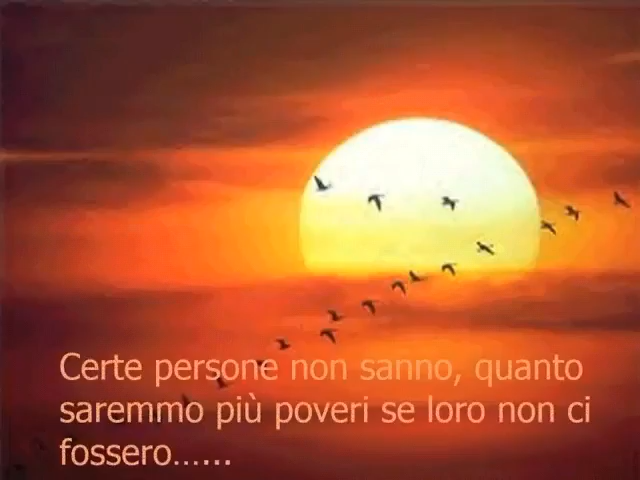 Certe persone non sanno, quanto
saremmo più poveri se loro non ci
fossero......